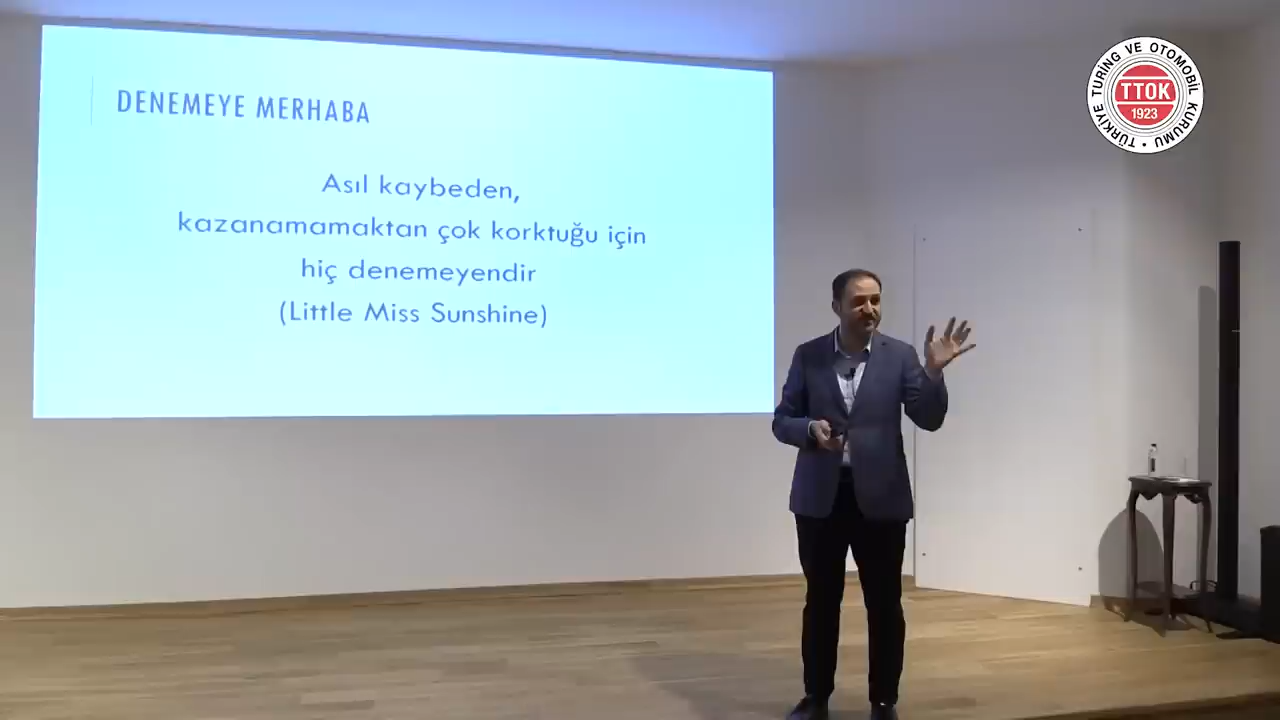 DENEMEYE MERHABA
Asıl kaybeden,
kazanamamaktan çok korktuğu için
hiç denemeyendir
(Little Miss Sunshine)
TÜRKİYE TURİNG VE OTOMOBİL KURUMU
TTOK
1923